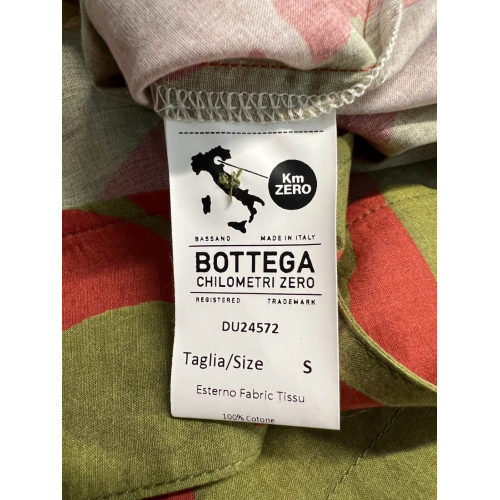 Km
ZERO
BASSANO MADE IN ITALY
BOTTEGA
CHILOMETRI ZERO
REGISTERED TRADEMARK
DU24572
Taglia/Size S
Esterno Fabric Tissu
100% Cotone